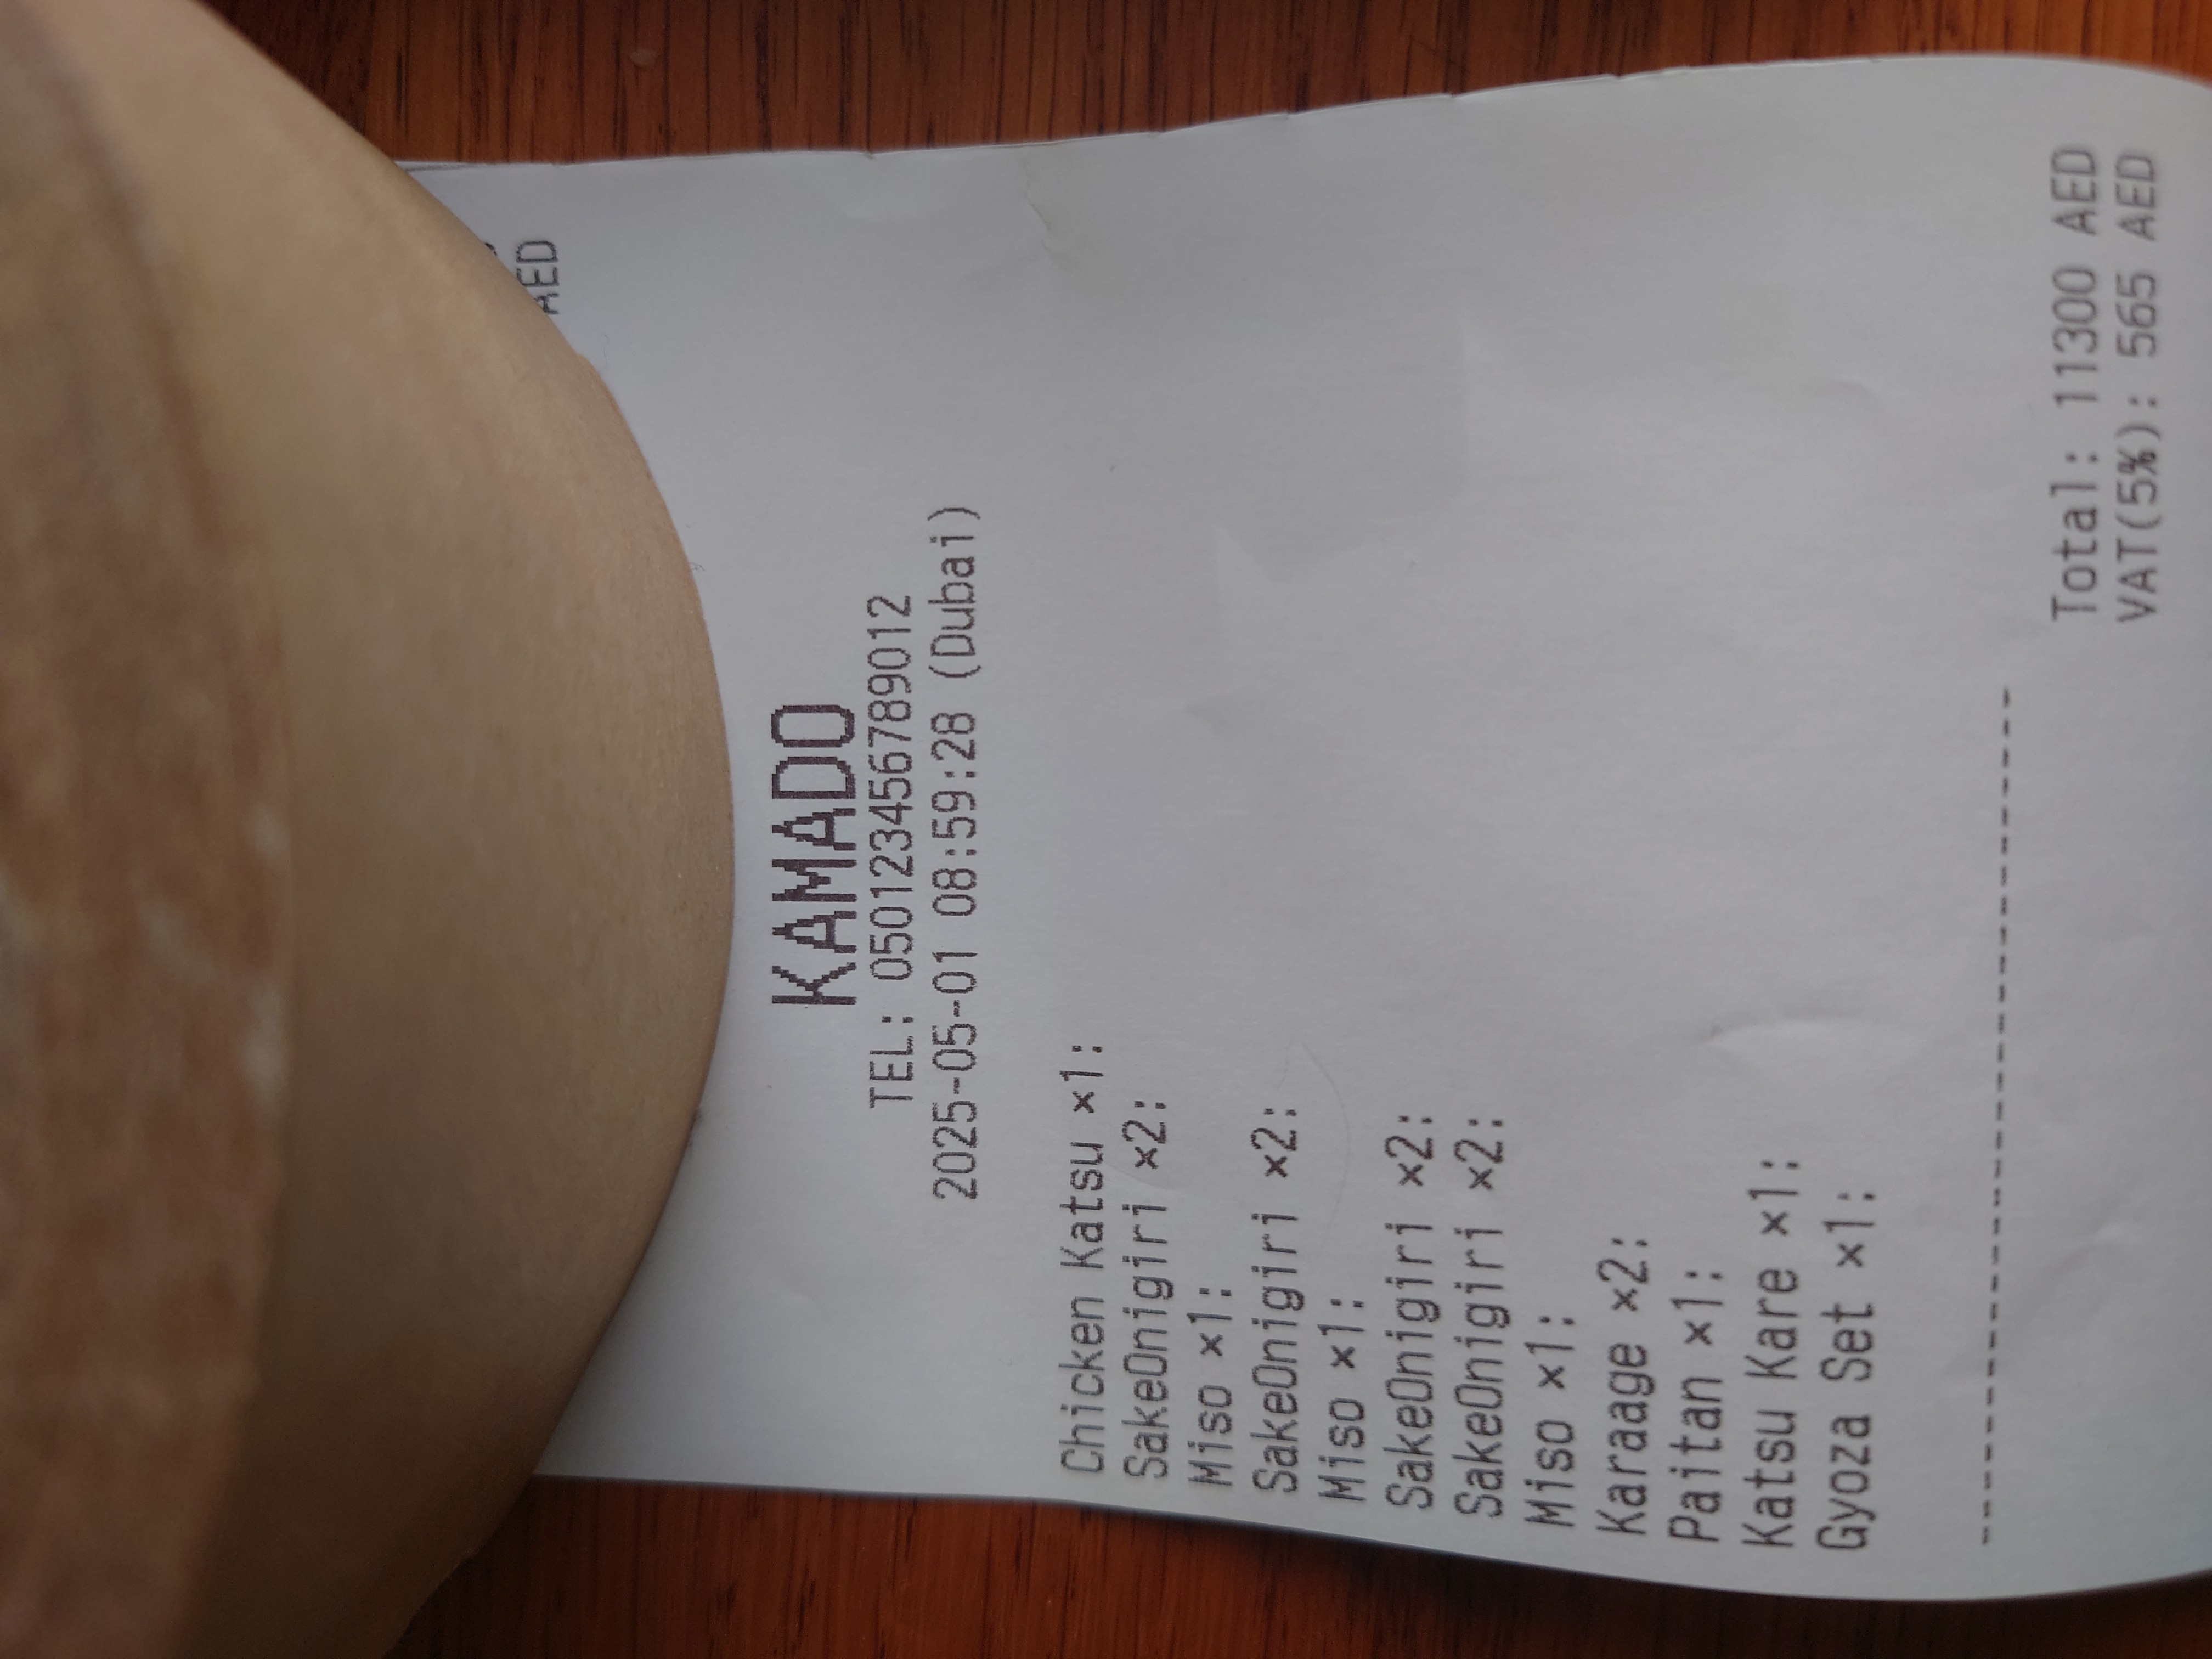 AED
KAMADO
TEL: 050123456789012
2025-05-01 08:59:28 (Dubai)
Chicken Katsu ×1:
SakeOnigiri ×2:
Miso ×1:
SakeOnigiri ×2:
Miso ×1:
SakeOnigiri ×2:
SakeOnigiri ×2:
Miso ×1:
Karaage ×2:
Paitan ×1:
Katsu Kare ×1:
Gyoza Set ×1:
--------------------------------
Total: 11300 AED
VAT(5%): 565 AED